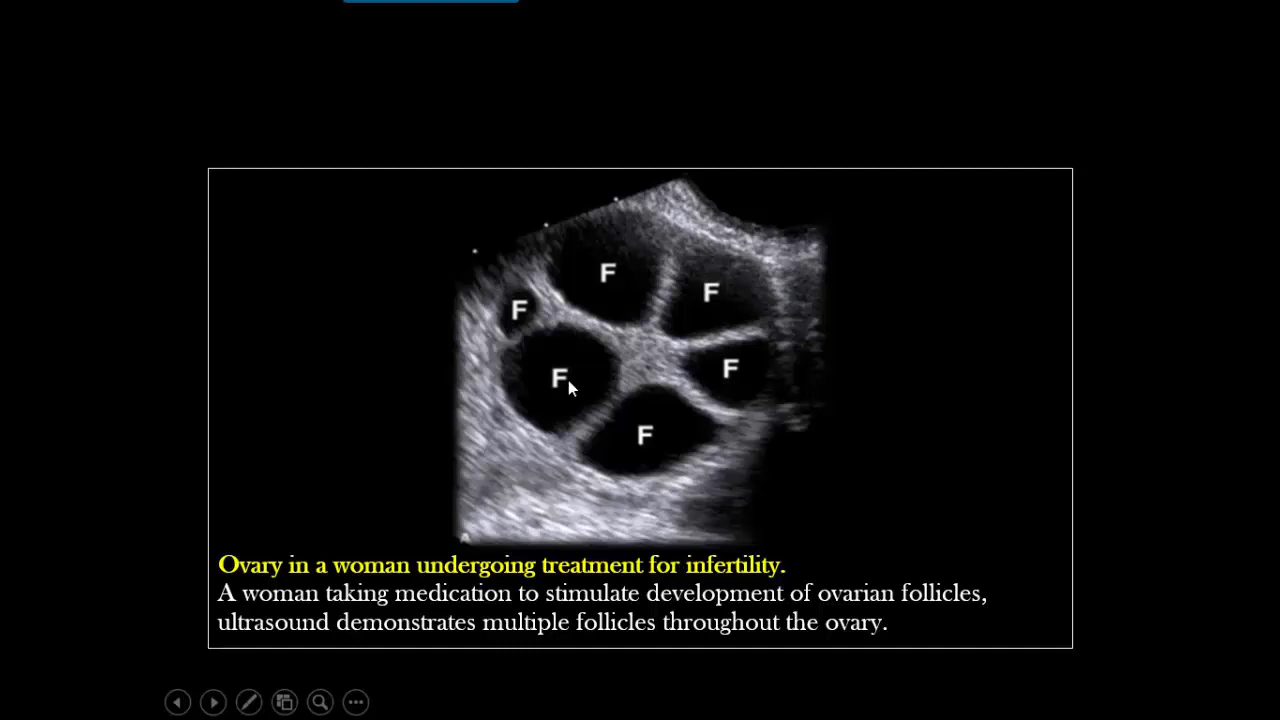 F
F
F
F
F
F
A
Ovary in a woman undergoing treatment for infertility.
A woman taking medication to stimulate development of ovarian follicles,
ultrasound demonstrates multiple follicles throughout the ovary.